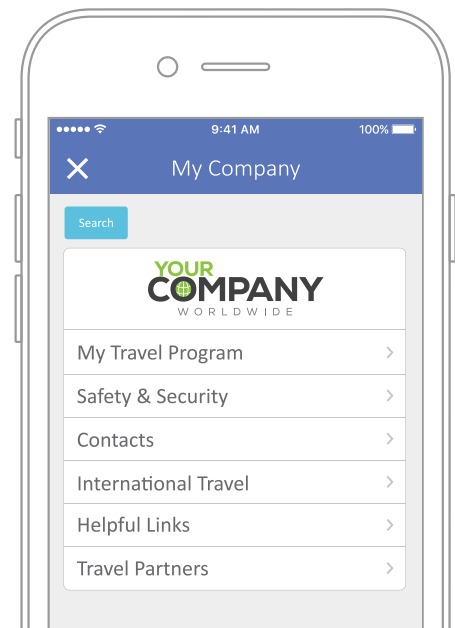 9:41 AM 100%
My Company
Search
YOUR
COMPANY
WORLDWIDE
My Travel Program
Safety & Security
Contacts
International Travel
Helpful Links
Travel Partners